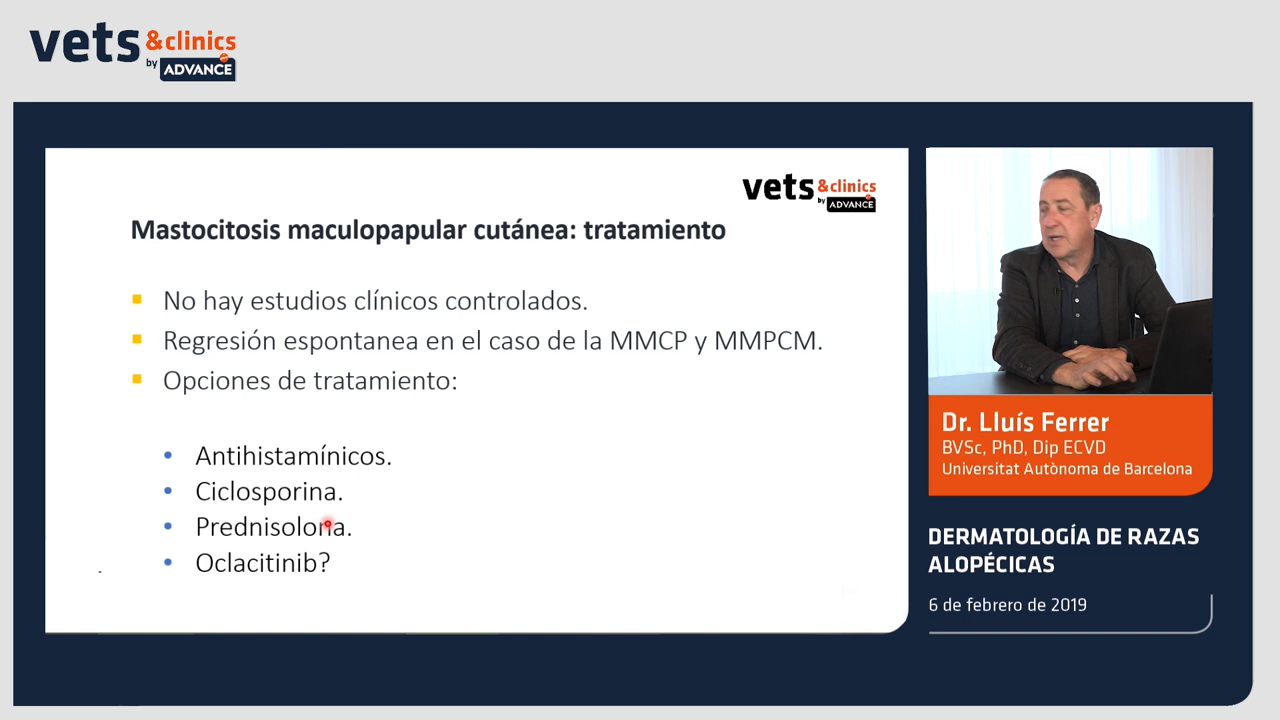 vets &clinics
by ADVANCE
vets &clinics
by ADVANCE
Mastocitosis maculopapular cutánea: tratamiento
No hay estudios clínicos controlados.
Regresión espontanea en el caso de la MMCP y MMPCM.
Opciones de tratamiento:
Antihistamínicos.
Ciclosporina.
Prednisolona.
Oclacitinib?
Dr. Lluís Ferrer
BVSc, PhD, Dip ECVD
Universitat Autònoma de Barcelona
DERMATOLOGÍA DE RAZAS
ALOPÉCICAS
6 de febrero de 2019